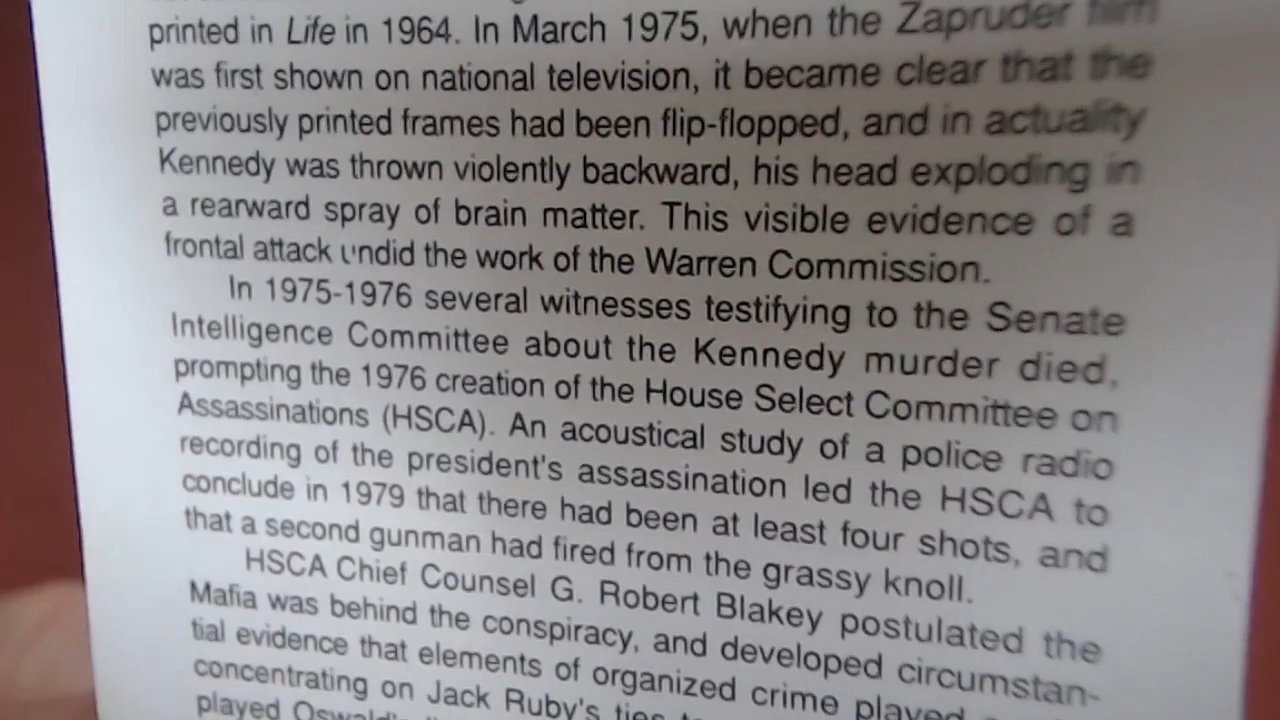 printed in Life in 1964. In March 1975, when the Zapruder film
was first shown on national television, it became clear that the
previously printed frames had been flip-flopped, and in actuality
Kennedy was thrown violently backward, his head exploding in
a rearward spray of brain matter. This visible evidence of a
frontal attack undid the work of the Warren Commission.
In 1975-1976 several witnesses testifying to the Senate
Intelligence Committee about the Kennedy murder died,
prompting the 1976 creation of the House Select Committee on
Assassinations (HSCA). An acoustical study of a police radio
recording of the president's assassination led the HSCA to
conclude in 1979 that there had been at least four shots, and
that a second gunman had fired from the grassy knoll.
HSCA Chief Counsel G. Robert Blakey postulated the
Mafia was behind the conspiracy, and developed circumstan-
tial evidence that elements of organized crime played
concentrating on Jack Ruby's ties
played Oswald's